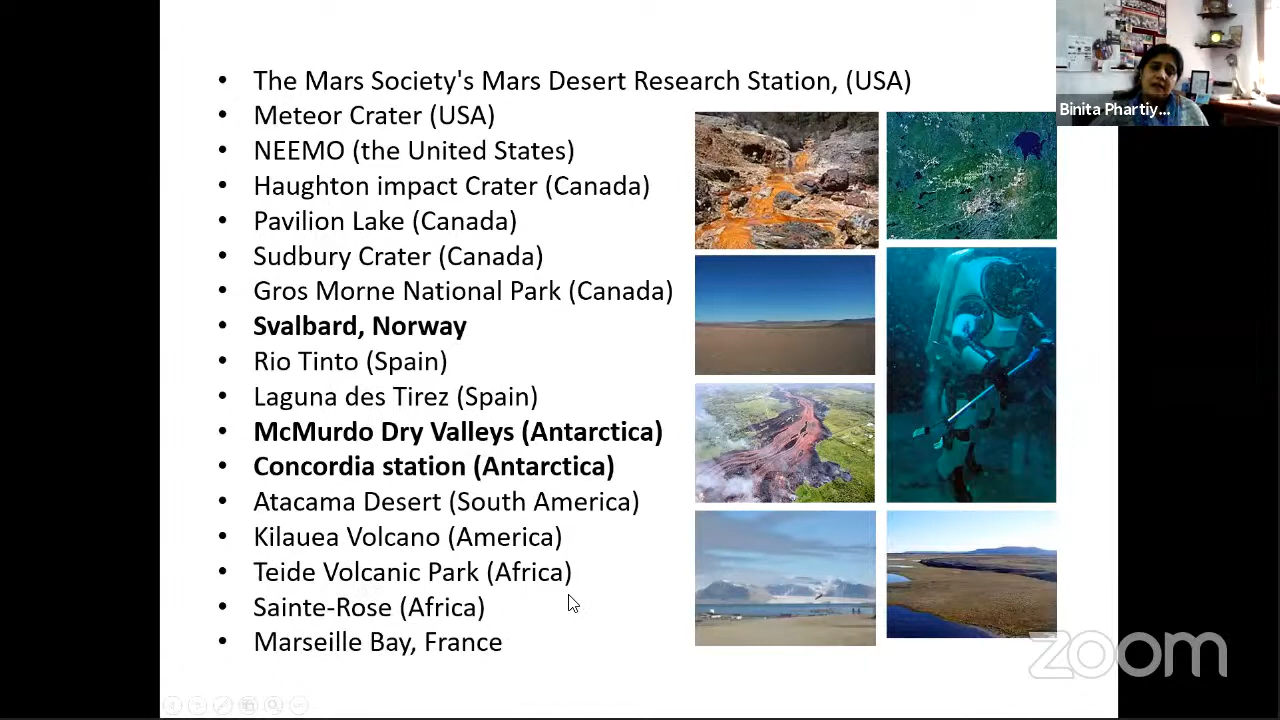 • The Mars Society's Mars Desert Research Station, (USA)
• Meteor Crater (USA)
• NEEMO (the United States)
• Haughton impact Crater (Canada)
• Pavilion Lake (Canada)
• Sudbury Crater (Canada)
• Gros Morne National Park (Canada)
• Svalbard, Norway
• Rio Tinto (Spain)
• Laguna des Tirez (Spain)
• McMurdo Dry Valleys (Antarctica)
• Concordia station (Antarctica)
• Atacama Desert (South America)
• Kilauea Volcano (America)
• Teide Volcanic Park (Africa)
• Sainte-Rose (Africa)
• Marseille Bay, France
Binita Phartiy...
zoom